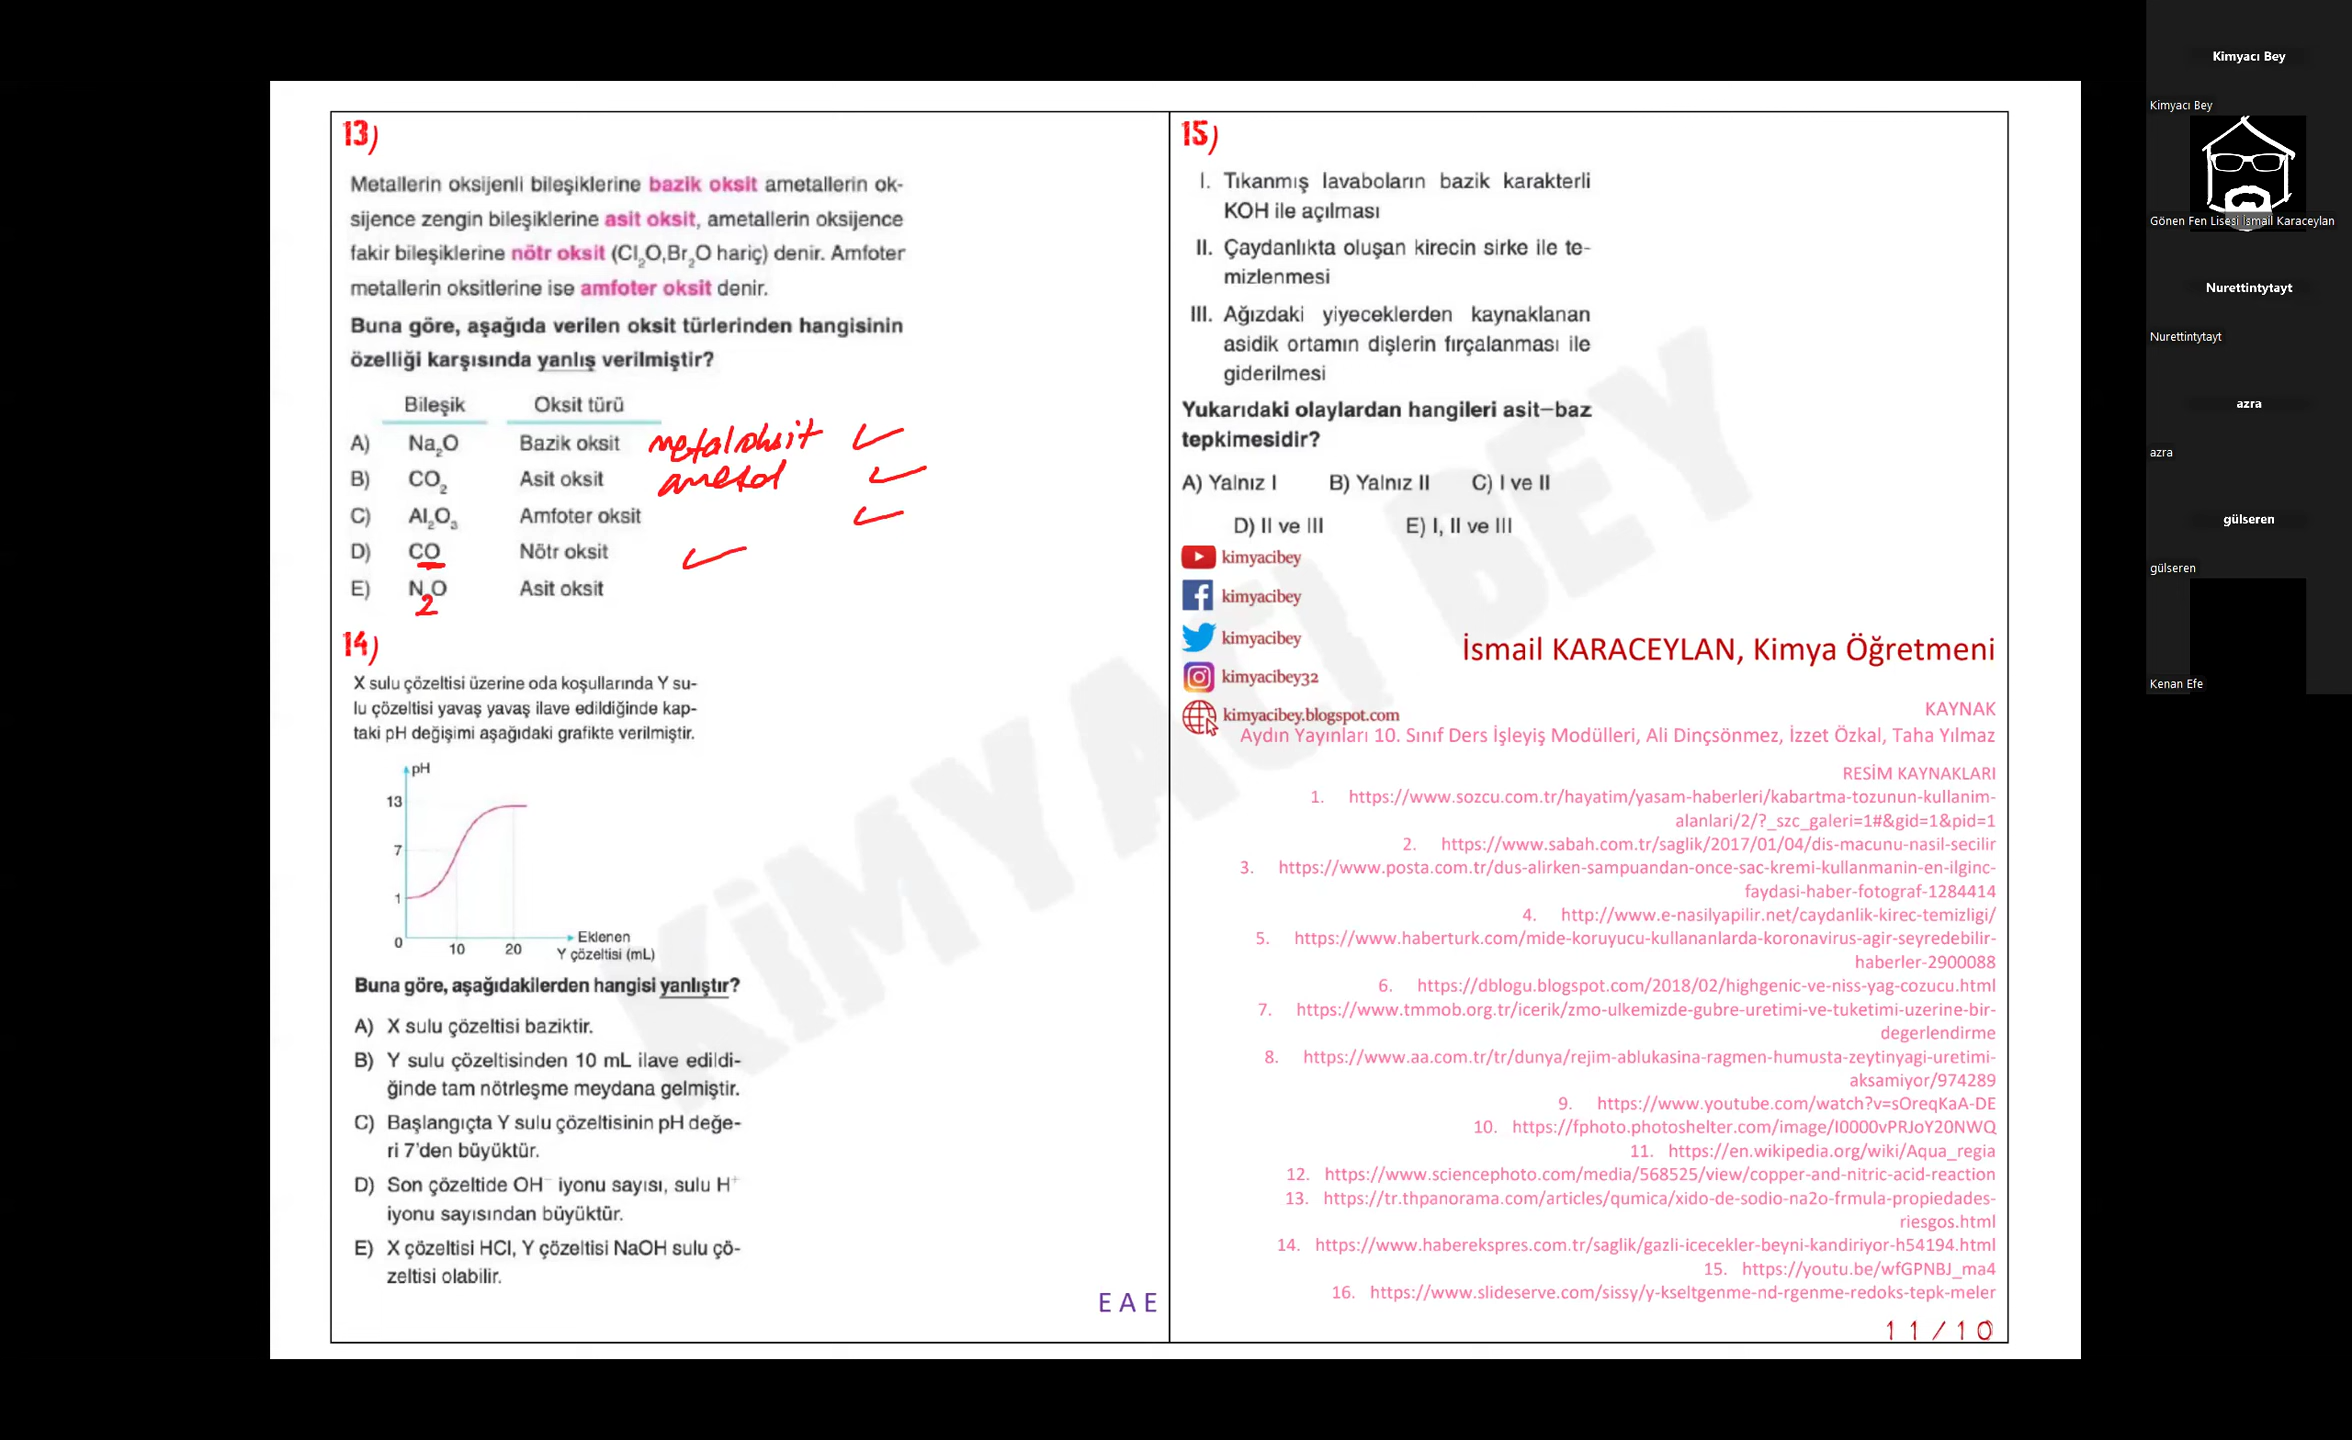 13)
Metallerin oksijenli bileşiklerine bazik oksit ametallerin ok-
sijence zengin bileşiklerine asit oksit, ametallerin oksijence
fakir bileşiklerine nötr oksit (Cl₂O,Br₂O hariç) denir. Amfoter
metallerin oksitlerine ise amfoter oksit denir.
Buna göre, aşağıda verilen oksit türlerinden hangisinin
özelliği karşısında yanlış verilmiştir?
Bileşik Oksit türü
A) Na₂O Bazik oksit metal oksit
B) CO₂ Asit oksit ametal
C) Al₂O₃ Amfoter oksit
D) CO Nötr oksit
E) N₂O Asit oksit
2
14)
X sulu çözeltisi üzerine oda koşullarında Y su-
lu çözeltisi yavaş yavaş ilave edildiğinde kap-
taki pH değişimi aşağıdaki grafikte verilmiştir.
pH
13
7
1
0
10 20
Eklenen
Y çözeltisi (mL)
Buna göre, aşağıdakilerden hangisi yanlıştır?
A) X sulu çözeltisi baziktir.
B) Y sulu çözeltisinden 10 mL ilave edildi-
ğinde tam nötrleşme meydana gelmiştir.
C) Başlangıçta Y sulu çözeltisinin pH değe-
ri 7'den büyüktür.
D) Son çözeltide OH⁻ iyonu sayısı, sulu H⁺
iyonu sayısından büyüktür.
E) X çözeltisi HCl, Y çözeltisi NaOH sulu çö-
zeltisi olabilir.
E A E
15)
I. Tıkanmış lavaboların bazik karakterli
KOH ile açılması
II. Çaydanlıkta oluşan kirecin sirke ile te-
mizlenmesi
III. Ağızdaki yiyeceklerden kaynaklanan
asidik ortamın dişlerin fırçalanması ile
giderilmesi
Yukarıdaki olaylardan hangileri asit–baz
tepkimesidir?
A) Yalnız I B) Yalnız II C) I ve II
D) II ve III E) I, II ve III
kimyacibey
kimyacibey
kimyacibey
kimyacibey32
kimyacibey.blogspot.com
İsmail KARACEYLAN, Kimya Öğretmeni
KAYNAK
Aydın Yayınları 10. Sınıf Ders İşleyiş Modülleri, Ali Dinçsönmez, İzzet Özkal, Taha Yılmaz
RESİM KAYNAKLARI
1. https://www.sozcu.com.tr/hayatim/yasam-haberleri/kabartma-tozunun-kullanim-
alanlari/2/?_szc_galeri=1#&gid=1&pid=1
2. https://www.sabah.com.tr/saglik/2017/01/04/dis-macunu-nasil-secilir
3. https://www.posta.com.tr/dus-alirken-sampuandan-once-sac-kremi-kullanmanin-en-ilginc-
faydasi-haber-fotograf-1284414
4. http://www.e-nasilyapilir.net/caydanlik-kirec-temizligi/
5. https://www.haberturk.com/mide-koruyucu-kullananlarda-koronavirus-agir-seyredebilir-
haberler-2900088
6. https://dblogu.blogspot.com/2018/02/highgenic-ve-niss-yag-cozucu.html
7. https://www.tmmob.org.tr/icerik/zmo-ulkemizde-gubre-uretimi-ve-tuketimi-uzerine-bir-
degerlendirme
8. https://www.aa.com.tr/tr/dunya/rejim-ablukasina-ragmen-humusta-zeytinyagi-uretimi-
aksamiyor/974289
9. https://www.youtube.com/watch?v=sOreqKaA-DE
10. https://fphoto.photoshelter.com/image/I0000vPRJoY20NWQ
11. https://en.wikipedia.org/wiki/Aqua_regia
12. https://www.sciencephoto.com/media/568525/view/copper-and-nitric-acid-reaction
13. https://tr.thpanorama.com/articles/qumica/xido-de-sodio-na2o-frmula-propiedades-
riesgos.html
14. https://www.haberekspres.com.tr/saglik/gazli-icecekler-beyni-kandiriyor-h54194.html
15. https://youtu.be/wfGPNBJ_ma4
16. https://www.slideserve.com/sissy/y-kseltgenme-nd-rgenme-redoks-tepk-meler
11/10
KİMYACI BEY
Kimyacı Bey
Kimyacı Bey
Gönen Fen Lisesi İsmail Karaceylan
Nurettintytayt
Nurettintytayt
azra
azra
gülseren
gülseren
Kenan Efe